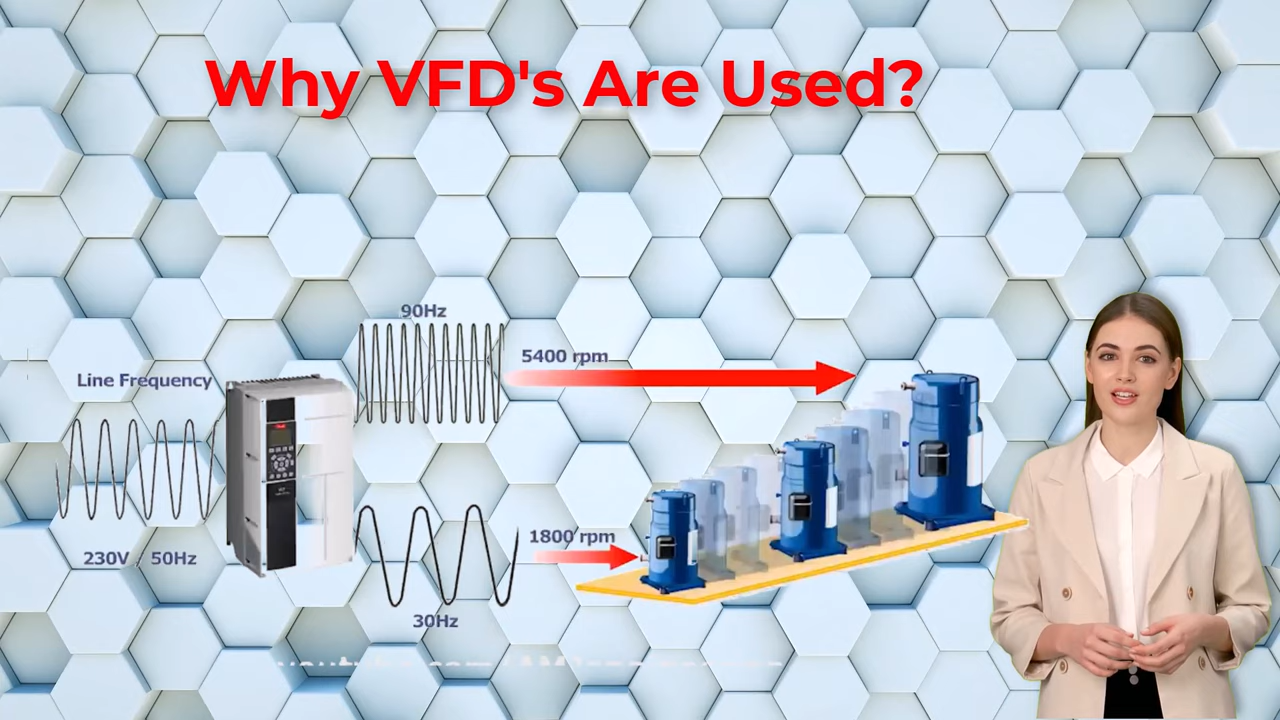 Why VFD's Are Used?
90Hz
5400 rpm
Line Frequency
230V , 50Hz
1800 rpm
30Hz